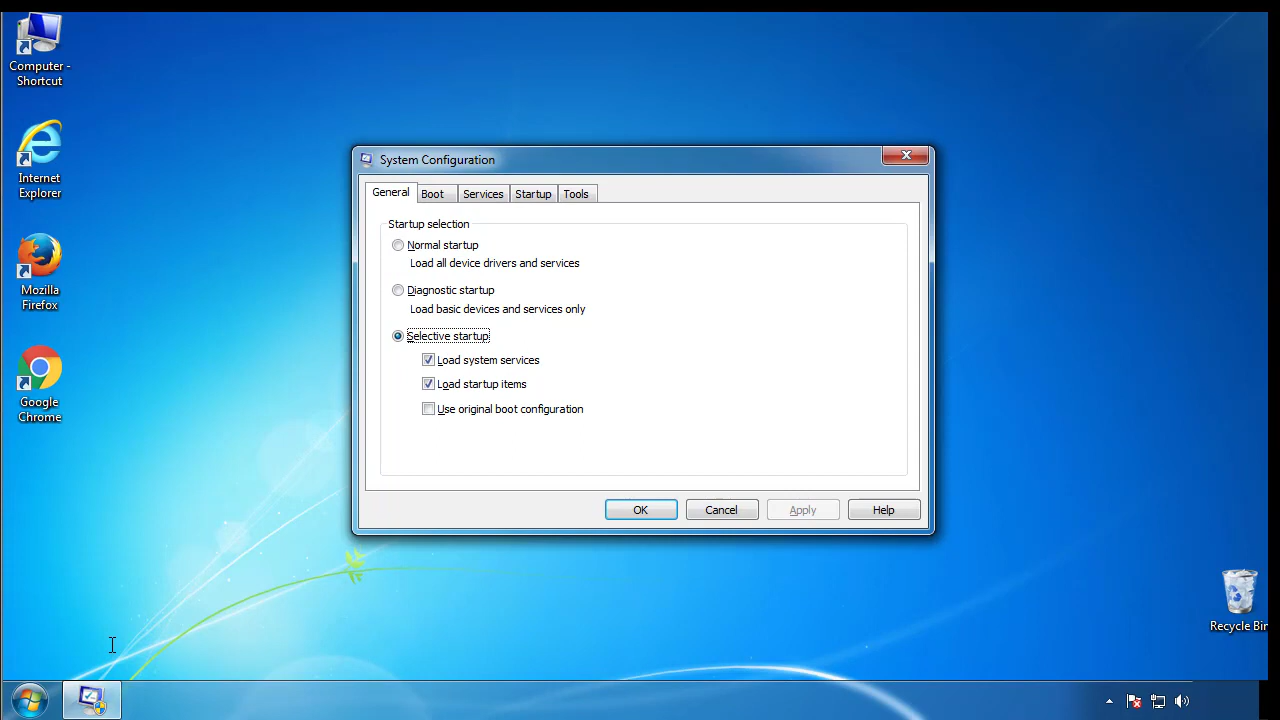 Computer -
Shortcut
Internet
Explorer
Mozilla
Firefox
Google
Chrome
System Configuration
General
Boot
Services
Startup
Tools
Startup selection
Normal startup
Load all device drivers and services
Diagnostic startup
Load basic devices and services only
Selective startup
Load system services
Load startup items
Use original boot configuration
OK
Cancel
Apply
Help
Recycle Bin